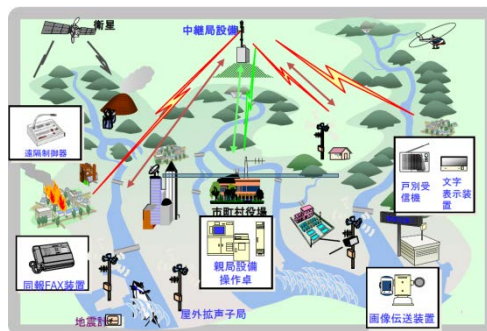 衛星
中継局設備
遠隔制御器
戸別受
信機
文字
表示装
置
市町村役場
親局設備
操作卓
同報FAX装置
屋外拡声子局
地震計
画像伝送装置